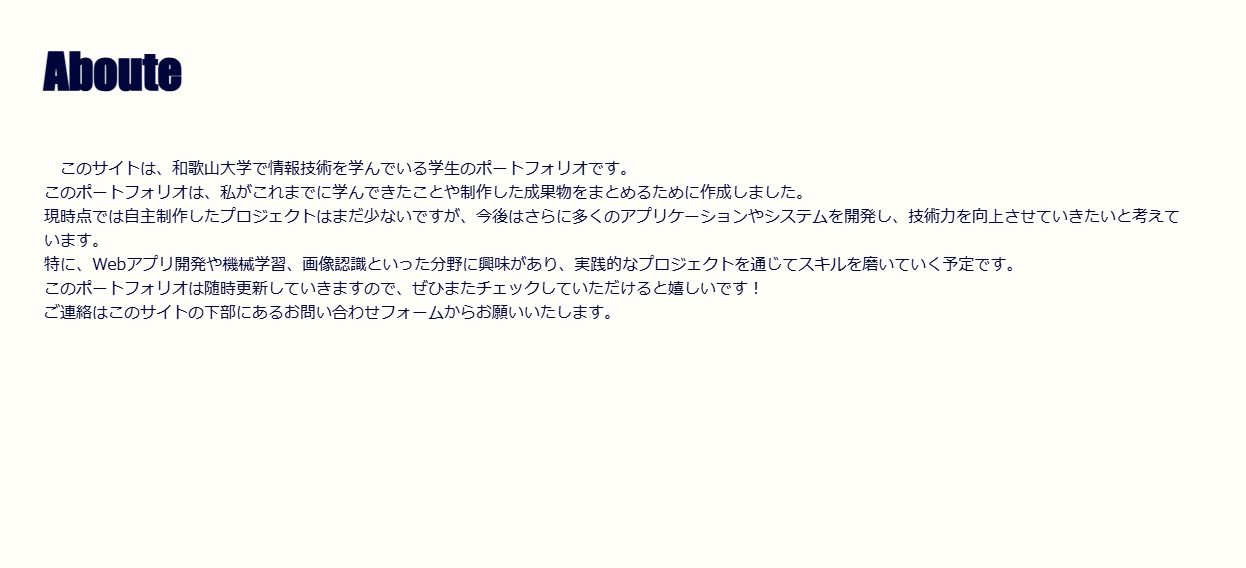 Aboute
　このサイトは、和歌山大学で情報技術を学んでいる学生のポートフォリオです。
このポートフォリオは、私がこれまでに学んできたことや制作した成果物をまとめるために作成しました。
現時点では自主制作したプロジェクトはまだ少ないですが、今後はさらに多くのアプリケーションやシステムを開発し、技術力を向上させていきたいと考えて
います。
特に、Webアプリ開発や機械学習、画像認識といった分野に興味があり、実践的なプロジェクトを通じてスキルを磨いていく予定です。
このポートフォリオは随時更新していきますので、ぜひまたチェックしていただけると嬉しいです！
ご連絡はこのサイトの下部にあるお問い合わせフォームからお願いいたします。